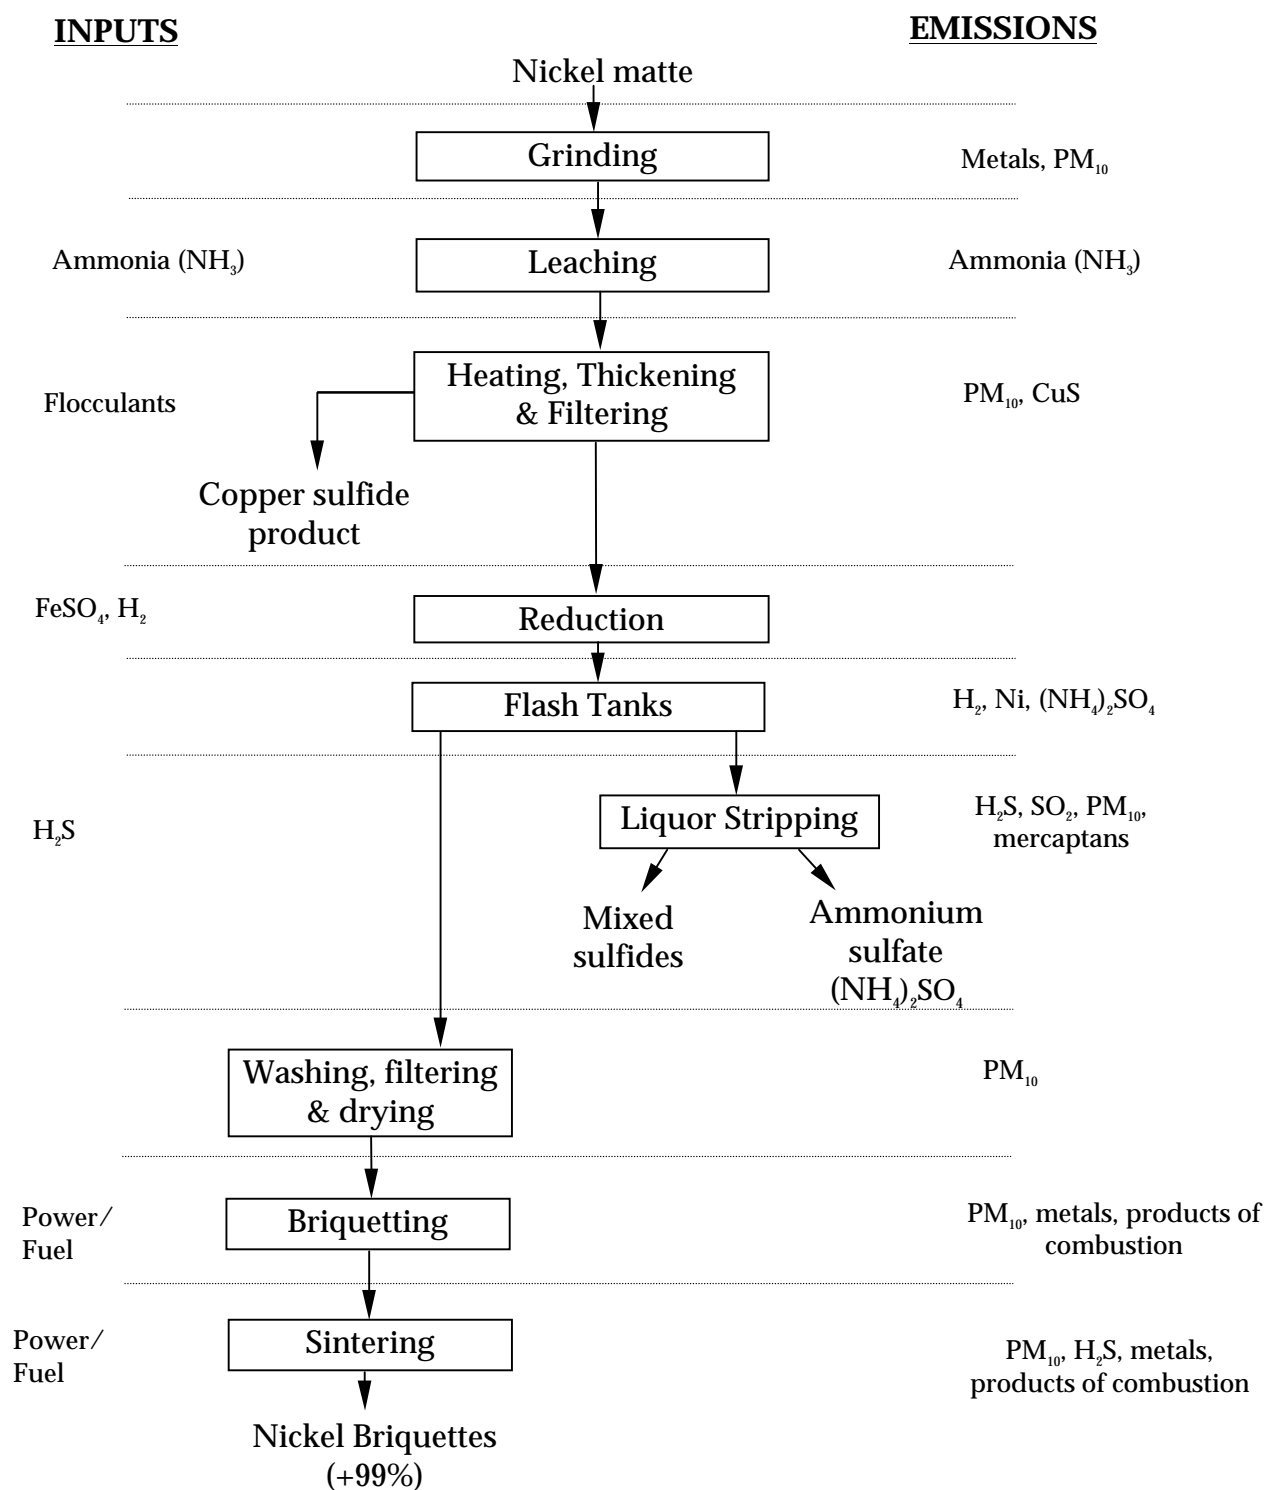 INPUTS
EMISSIONS
Nickel matte
Grinding
Metals, PM₁₀
Ammonia (NH₃)
Leaching
Ammonia (NH₃)
Flocculants
Heating, Thickening
& Filtering
PM₁₀, CuS
Copper sulfide
product
FeSO₄, H₂
Reduction
Flash Tanks
H₂, Ni, (NH₄)₂SO₄
H₂S
Liquor Stripping
H₂S, SO₂, PM₁₀,
mercaptans
Mixed
sulfides
Ammonium
sulfate
(NH₄)₂SO₄
Washing, filtering
& drying
PM₁₀
Power/
Fuel
Briquetting
PM₁₀, metals, products of
combustion
Power/
Fuel
Sintering
PM₁₀, H₂S, metals,
products of combustion
Nickel Briquettes
(+99%)